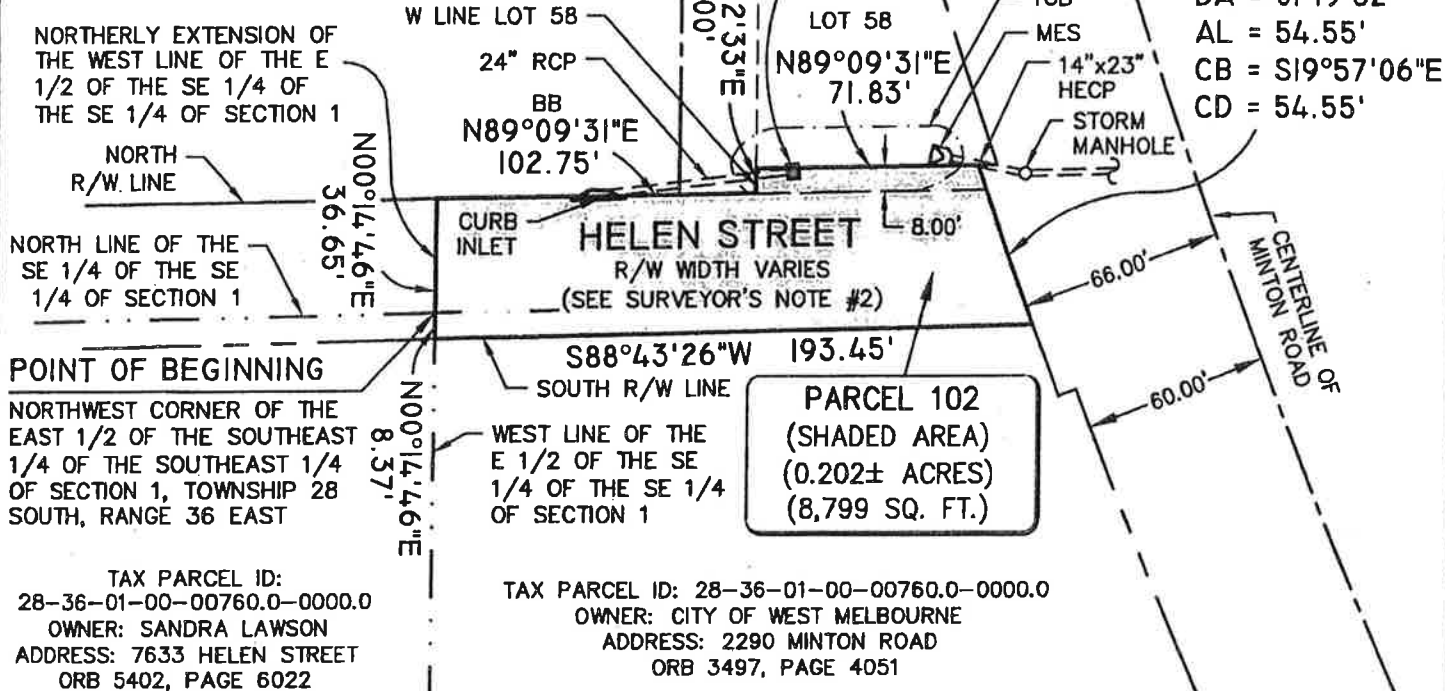 W LINE LOT 58
2'33"E
00'
LOT 58
MES
AL = 54.55'
CB = S19°57'06"E
CD = 54.55'
NORTHERLY EXTENSION OF
THE WEST LINE OF THE E
1/2 OF THE SE 1/4 OF
THE SE 1/4 OF SECTION 1
24" RCP
BB
N89°09'31"E
102.75'
N89°09'31"E
71.83'
14"x23"
HECP
STORM
MANHOLE
NORTH
R/W. LINE
N00°14'46"E
36.65'
CURB
INLET
HELEN STREET
R/W WIDTH VARIES
(SEE SURVEYOR'S NOTE #2)
8.00'
NORTH LINE OF THE
SE 1/4 OF THE SE
1/4 OF SECTION 1
66.00'
CENTERLINE OF
MINTON ROAD
60.00'
S88°43'26"W 193.45'
SOUTH R/W LINE
POINT OF BEGINNING
NORTHWEST CORNER OF THE
EAST 1/2 OF THE SOUTHEAST
1/4 OF THE SOUTHEAST 1/4
OF SECTION 1, TOWNSHIP 28
SOUTH, RANGE 36 EAST
N00°14'46"E
8.37'
WEST LINE OF THE
E 1/2 OF THE SE
1/4 OF THE SE 1/4
OF SECTION 1
PARCEL 102
(SHADED AREA)
(0.202± ACRES)
(8,799 SQ. FT.)
TAX PARCEL ID:
28-36-01-00-00760.0-0000.0
OWNER: SANDRA LAWSON
ADDRESS: 7633 HELEN STREET
ORB 5402, PAGE 6022
TAX PARCEL ID: 28-36-01-00-00760.0-0000.0
OWNER: CITY OF WEST MELBOURNE
ADDRESS: 2290 MINTON ROAD
ORB 3497, PAGE 4051